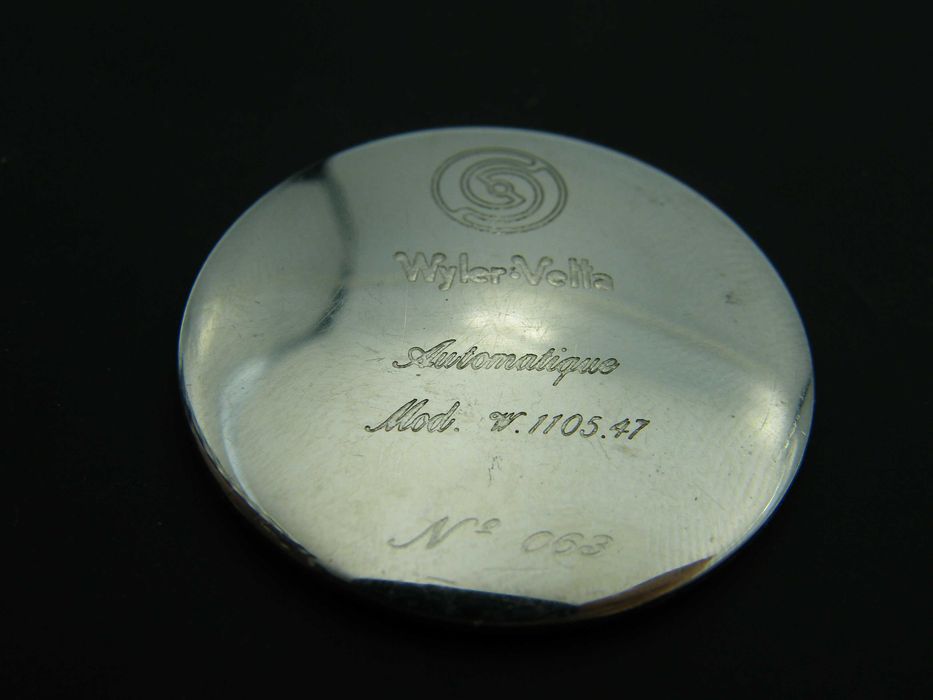 Wyler·Vetta
Automatique
Mod. W.1105.47
Nº 063